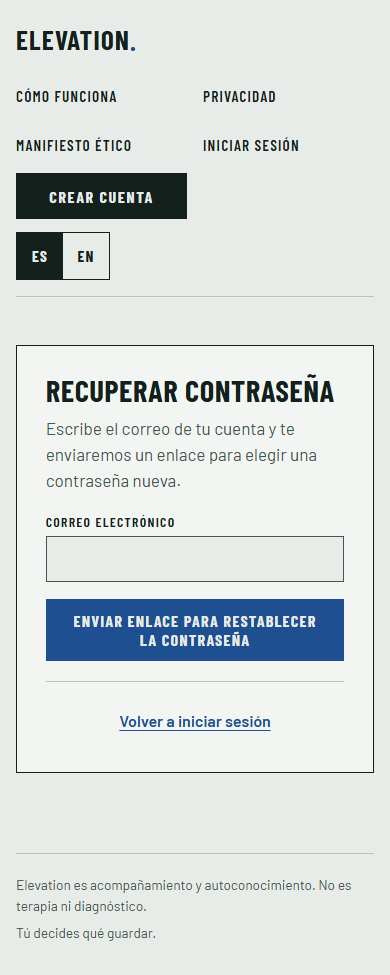 ELEVATION.
CÓMO FUNCIONA
PRIVACIDAD
MANIFIESTO ÉTICO
INICIAR SESIÓN
CREAR CUENTA
ES
EN
RECUPERAR CONTRASEÑA
Escribe el correo de tu cuenta y te
enviaremos un enlace para elegir una
contraseña nueva.
CORREO ELECTRÓNICO
ENVIAR ENLACE PARA RESTABLECER
LA CONTRASEÑA
Volver a iniciar sesión
Elevation es acompañamiento y autoconocimiento. No es
terapia ni diagnóstico.
Tú decides qué guardar.